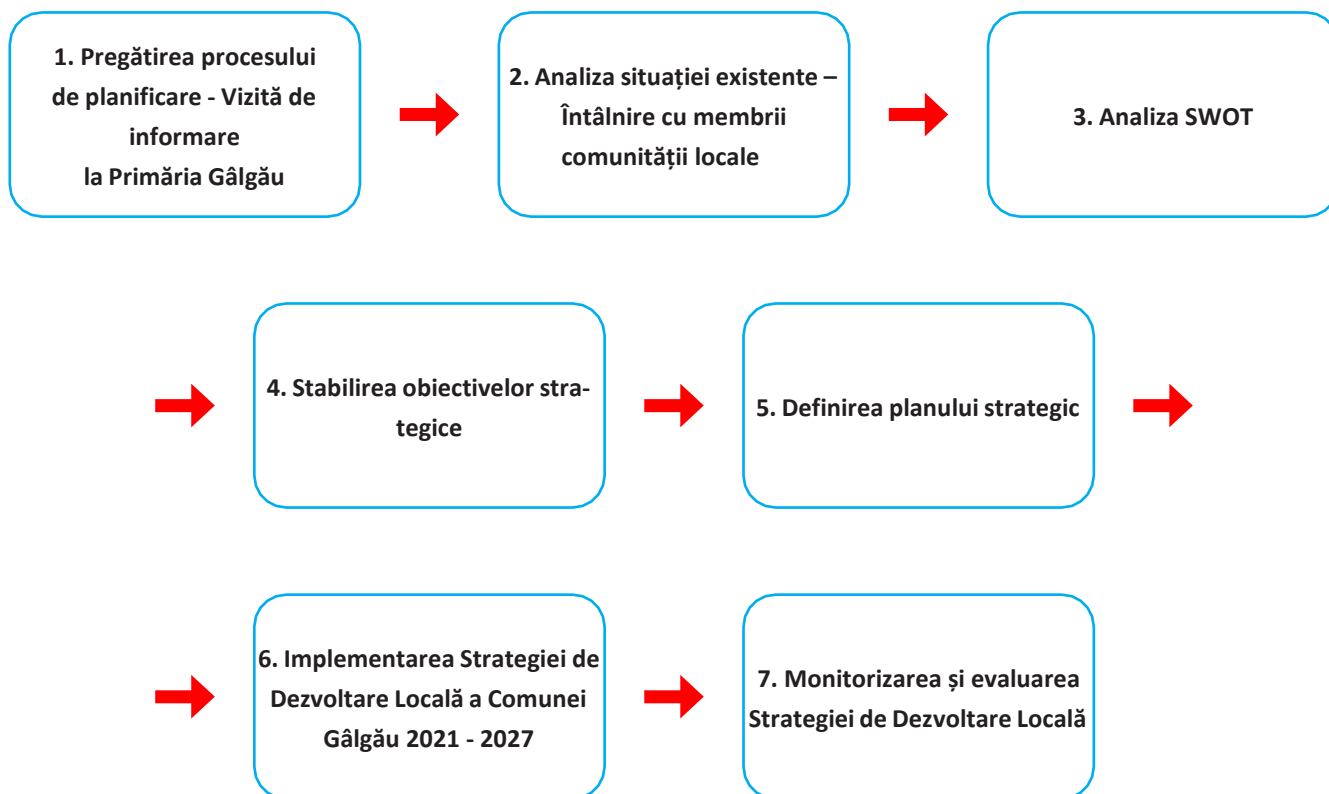 1. Pregătirea procesului
de planificare - Vizită de
informare
la Primăria Gâlgău
2. Analiza situației existente –
Întâlnire cu membrii
comunității locale
3. Analiza SWOT
4. Stabilirea obiectivelor stra-
tegice
5. Definirea planului strategic
6. Implementarea Strategiei de
Dezvoltare Locală a Comunei
Gâlgău 2021 - 2027
7. Monitorizarea și evaluarea
Strategiei de Dezvoltare Locală